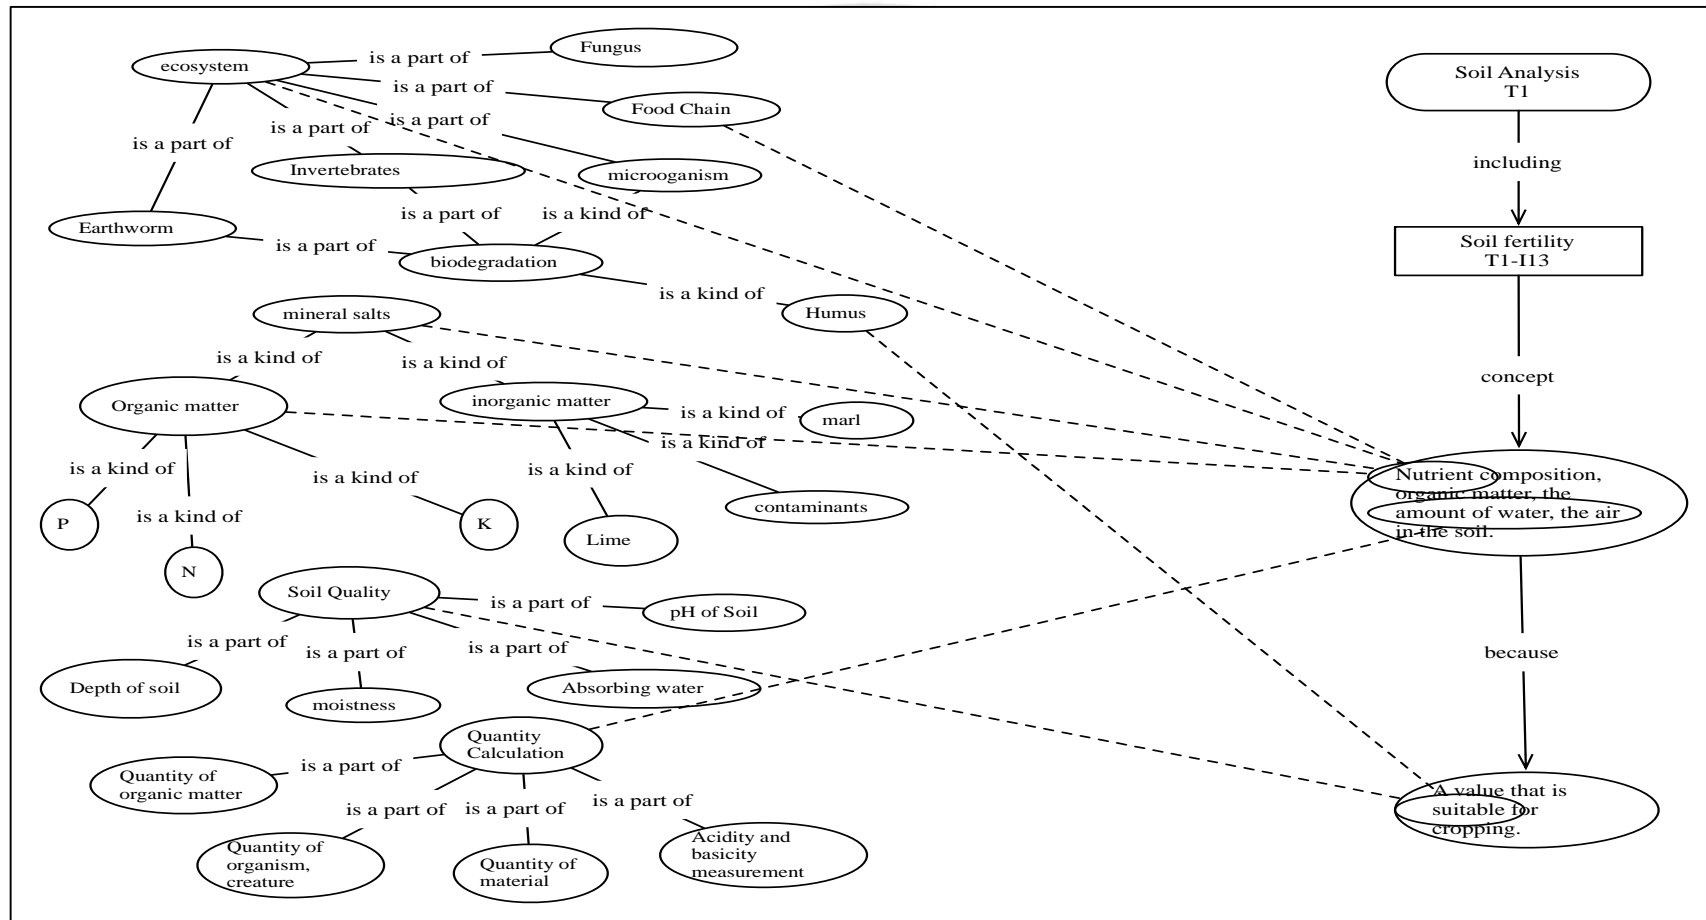 is a part of
Fungus
ecosystem
is a part of
Food Chain
is a part of
is a part of
is a part of
is a part of
Invertebrates
microoganism
is a part of
is a kind of
Earthworm
is a part of
biodegradation
is a kind of
Humus
mineral salts
is a kind of
is a kind of
Organic matter
inorganic matter
is a kind of
marl
is a kind of
is a kind of
is a kind of
is a kind of
is a kind of
P
K
contaminants
Lime
N
Soil Quality
is a part of
pH of Soil
is a part of
is a part of
is a part of
Depth of soil
moistness
Absorbing water
Quantity
Calculation
is a part of
Quantity of
organic matter
is a part of
is a part of
is a part of
Quantity of
organism,
creature
Quantity of
material
Acidity and
basicity
measurement
Soil Analysis
T1
including
Soil fertility
T1-I13
concept
Nutrient composition,
organic matter, the
amount of water, the air
in the soil.
because
A value that is
suitable for
cropping.